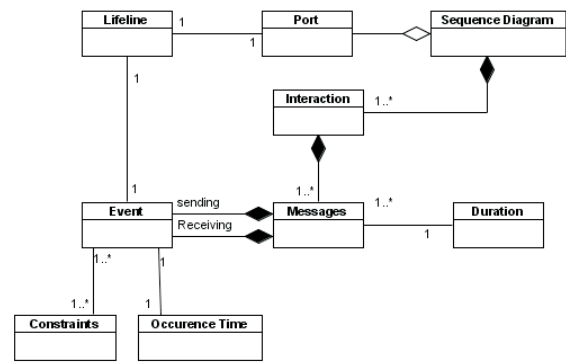 Lifeline
1
1
Port
Sequence Diagram
1
Interaction
1..*
1
1..*
Event
sending
Receiving
Messages
1..*
1
Duration
1..*
1
1..*
1
Constraints
Occurence Time